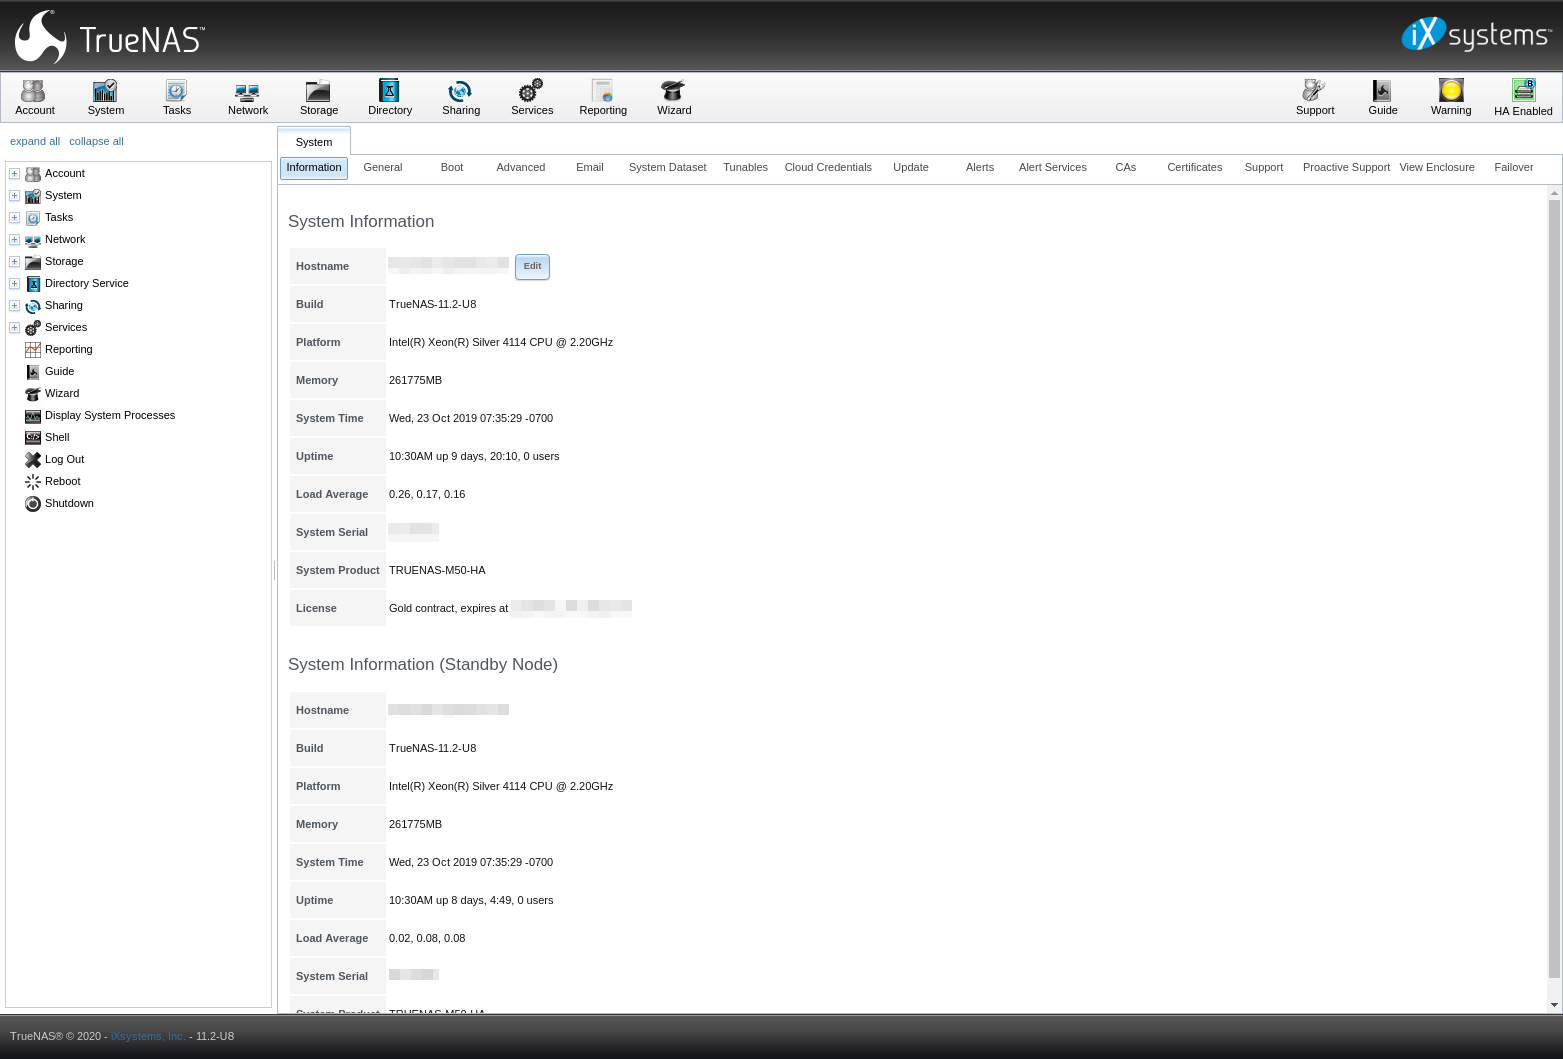 TrueNAS™
iXsystems™
Account System Tasks Network Storage Directory Sharing Services Reporting Wizard Support Guide Warning HA Enabled
expand all collapse all
System
Information General Boot Advanced Email System Dataset Tunables Cloud Credentials Update Alerts Alert Services CAs Certificates Support Proactive Support View Enclosure Failover
Account
System
Tasks
Network
Storage
Directory Service
Sharing
Services
Reporting
Guide
Wizard
Display System Processes
Shell
Log Out
Reboot
Shutdown
System Information
Hostname Edit
Build TrueNAS-11.2-U8
Platform Intel(R) Xeon(R) Silver 4114 CPU @ 2.20GHz
Memory 261775MB
System Time Wed, 23 Oct 2019 07:35:29 -0700
Uptime 10:30AM up 9 days, 20:10, 0 users
Load Average 0.26, 0.17, 0.16
System Serial
System Product TRUENAS-M50-HA
License Gold contract, expires at
System Information (Standby Node)
Hostname
Build TrueNAS-11.2-U8
Platform Intel(R) Xeon(R) Silver 4114 CPU @ 2.20GHz
Memory 261775MB
System Time Wed, 23 Oct 2019 07:35:29 -0700
Uptime 10:30AM up 8 days, 4:49, 0 users
Load Average 0.02, 0.08, 0.08
System Serial
System Product TRUENAS-M50-HA
TrueNAS® © 2020 - iXsystems, Inc. - 11.2-U8